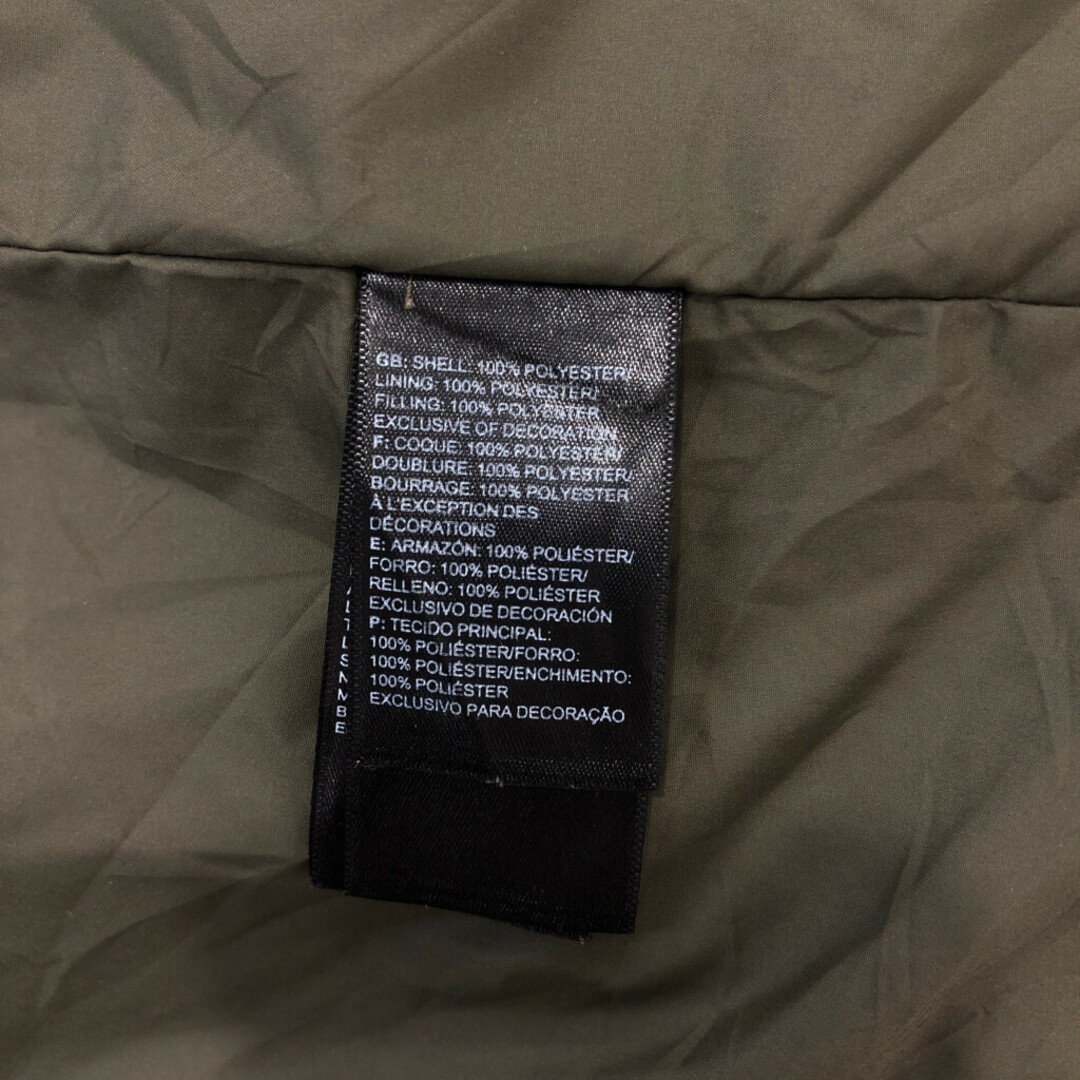 GB: SHELL: 100% POLYESTER/
LINING: 100% POLYESTER/
FILLING: 100% POLYESTER
EXCLUSIVE OF DECORATION
F: COQUE: 100% POLYESTER/
DOUBLURE: 100% POLYESTER/
BOURRAGE: 100% POLYESTER
À L'EXCEPTION DES
DÉCORATIONS
E: ARMAZÓN: 100% POLIÉSTER/
FORRO: 100% POLIÉSTER/
RELLENO: 100% POLIÉSTER
EXCLUSIVO DE DECORACIÓN
P: TECIDO PRINCIPAL:
100% POLIÉSTER/FORRO:
100% POLIÉSTER/ENCHIMENTO:
100% POLIÉSTER
EXCLUSIVO PARA DECORAÇÃO